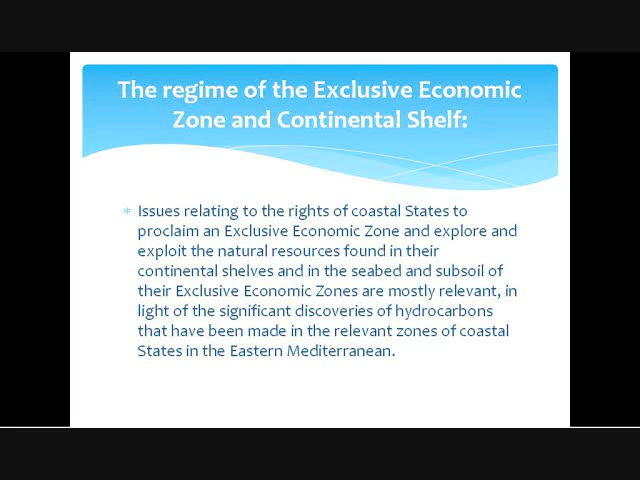 The regime of the Exclusive Economic
Zone and Continental Shelf:
* Issues relating to the rights of coastal States to
proclaim an Exclusive Economic Zone and explore and
exploit the natural resources found in their
continental shelves and in the seabed and subsoil of
their Exclusive Economic Zones are mostly relevant, in
light of the significant discoveries of hydrocarbons
that have been made in the relevant zones of coastal
States in the Eastern Mediterranean.